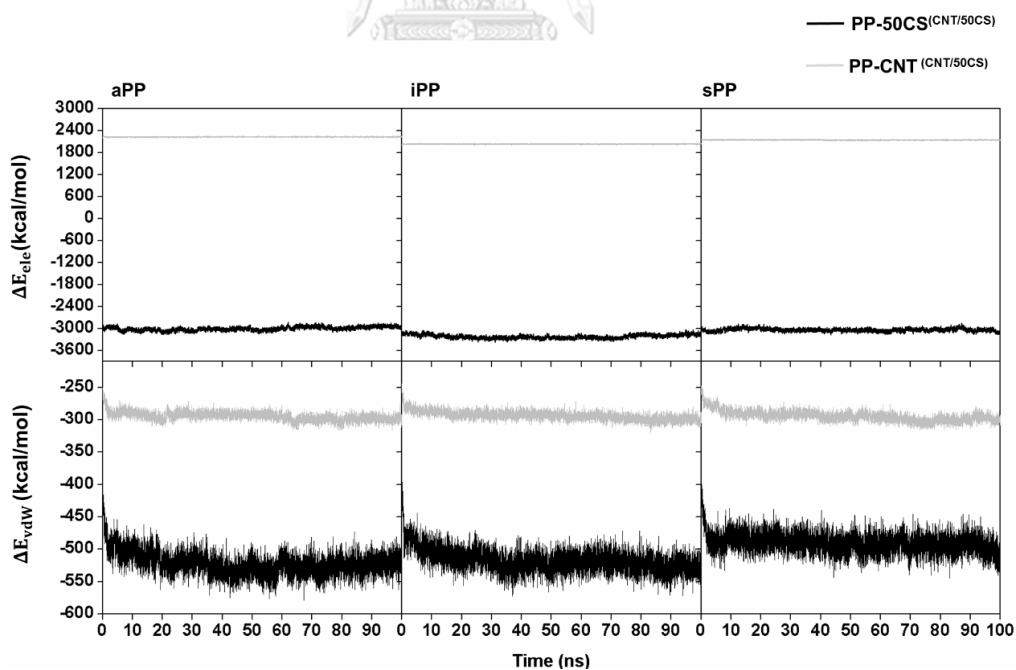 PP-50CS(CNT/50CS)
PP-CNT (CNT/50CS)
aPP
iPP
sPP
3000
2400
1800
1200
600
0
-600
-1200
-1800
-2400
-3000
-3600
ΔEele(kcal/mol)
-250
-300
-350
-400
-450
-500
-550
-600
ΔEvdW (kcal/mol)
0 10 20 30 40 50 60 70 80 90 0 10 20 30 40 50 60 70 80 90 0 10 20 30 40 50 60 70 80 90 100
Time (ns)